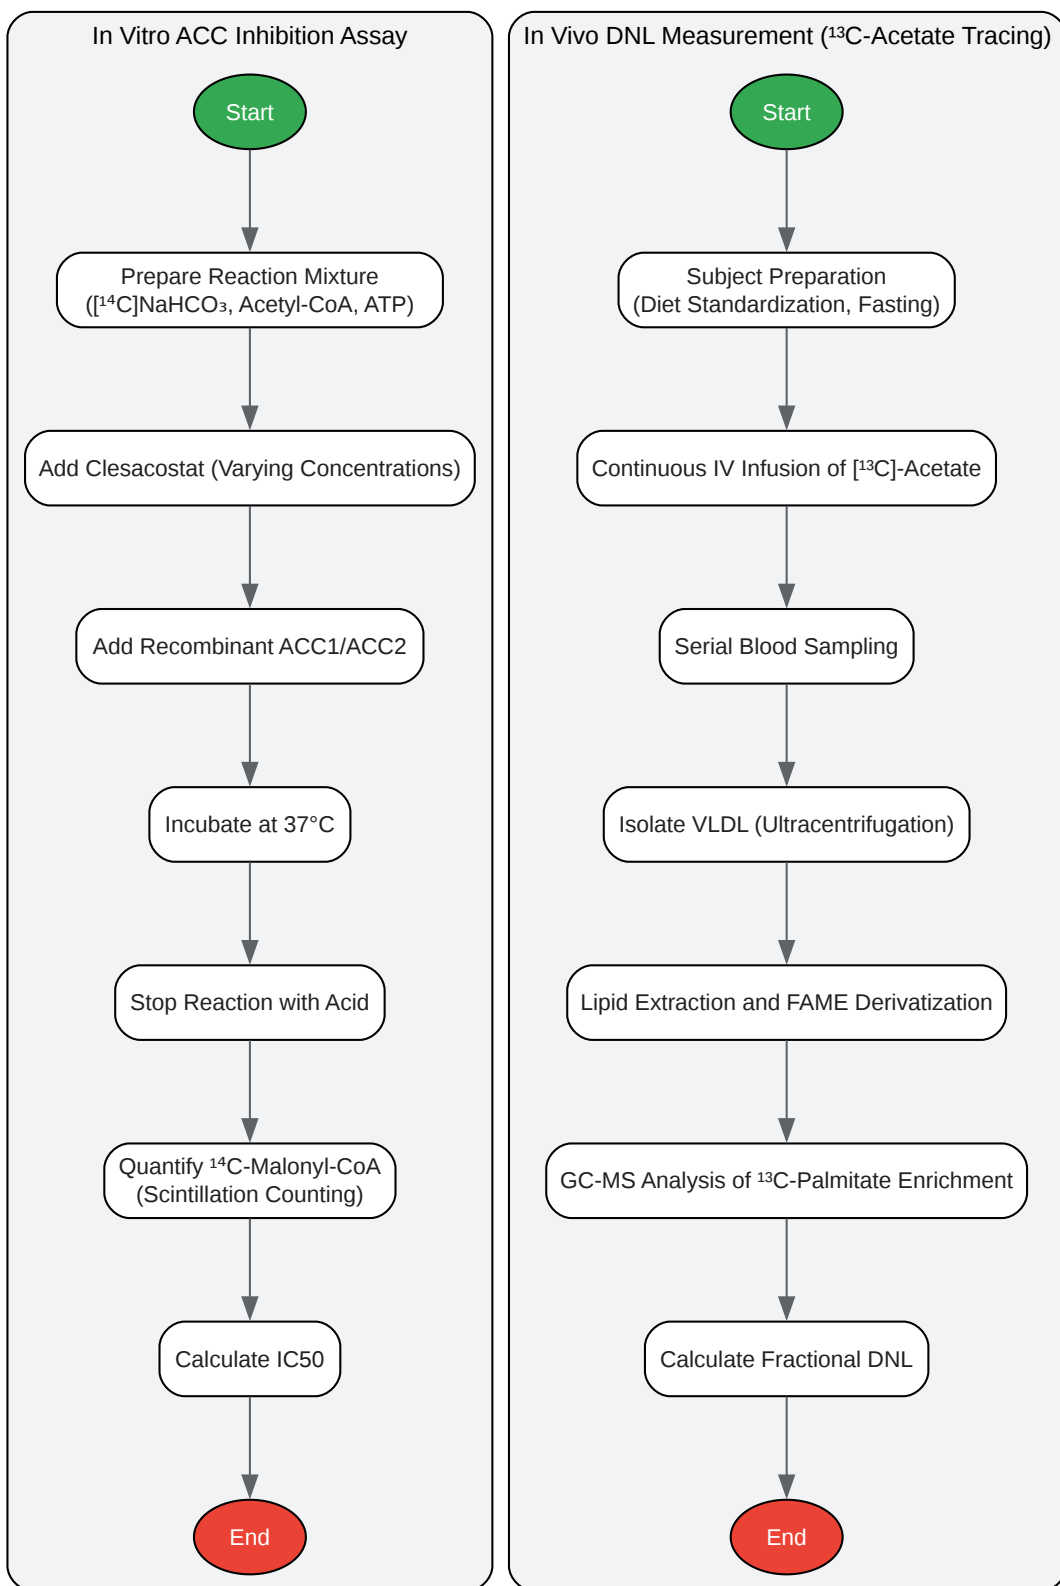 In Vitro ACC Inhibition Assay
Start
Prepare Reaction Mixture
([¹⁴C]NaHCO₃, Acetyl-CoA, ATP)
Add Clesacostat (Varying Concentrations)
Add Recombinant ACC1/ACC2
Incubate at 37°C
Stop Reaction with Acid
Quantify ¹⁴C-Malonyl-CoA
(Scintillation Counting)
Calculate IC50
End
In Vivo DNL Measurement (¹³C-Acetate Tracing)
Start
Subject Preparation
(Diet Standardization, Fasting)
Continuous IV Infusion of [¹³C]-Acetate
Serial Blood Sampling
Isolate VLDL (Ultracentrifugation)
Lipid Extraction and FAME Derivatization
GC-MS Analysis of ¹³C-Palmitate Enrichment
Calculate Fractional DNL
End